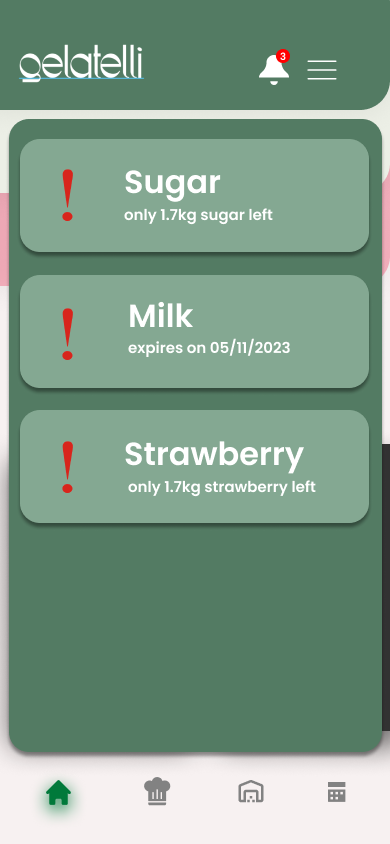 gelatelli
3
Sugar
only 1.7kg sugar left
!
Milk
expires on 05/11/2023
!
Strawberry
only 1.7kg strawberry left
!